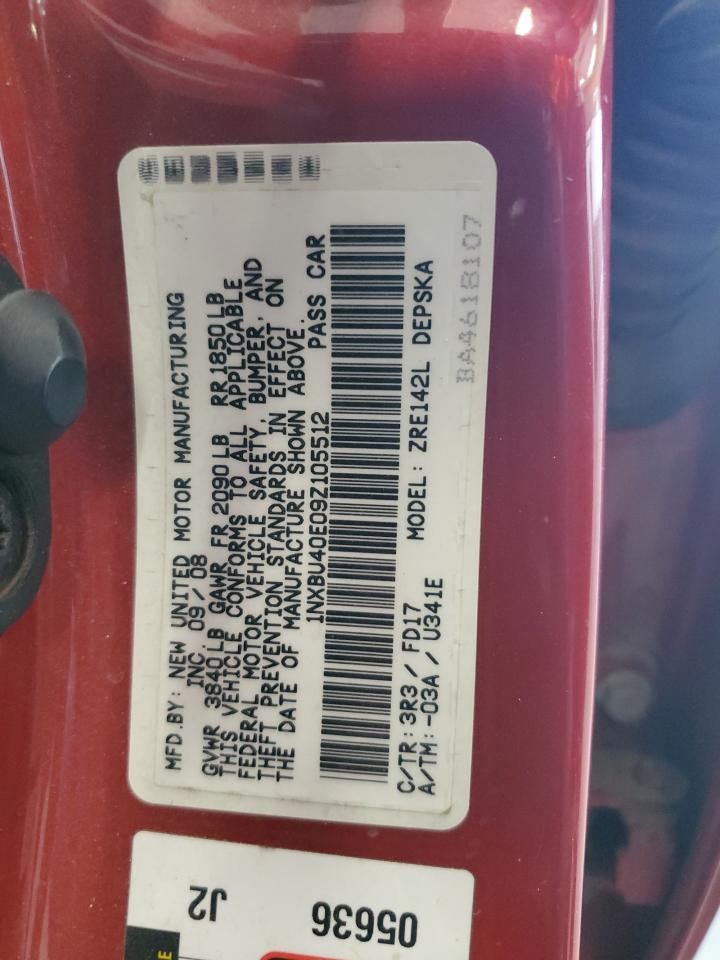 MFD.BY: NEW UNITED MOTOR MANUFACTURING
INC. 09/08
GVWR 3840LB GAWR FR 2090LB RR1850LB
THIS VEHICLE CONFORMS TO ALL APPLICABLE
FEDERAL MOTOR VEHICLE SAFETY, BUMPER, AND
THEFT PREVENTION STANDARDS IN EFFECT ON
THE DATE OF MANUFACTURE SHOWN ABOVE.
1NXBU40E09Z105512 PASS CAR
C/TR: 3R3/FD17 MODEL: ZRE142L DEPSKA
A/TM: -03A/U341E
BA4618107
J2
05636